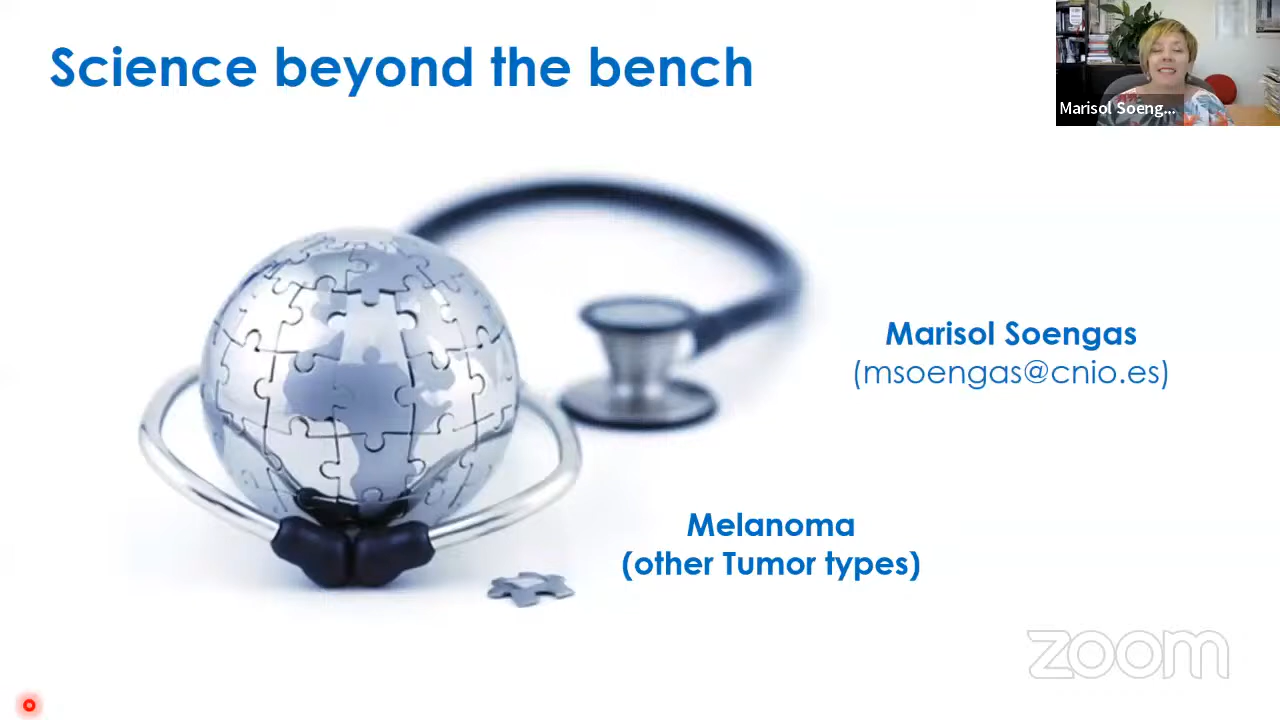 Science beyond the bench
Marisol Soeng...
Marisol Soengas
(msoengas@cnio.es)
Melanoma
(other Tumor types)
zoom